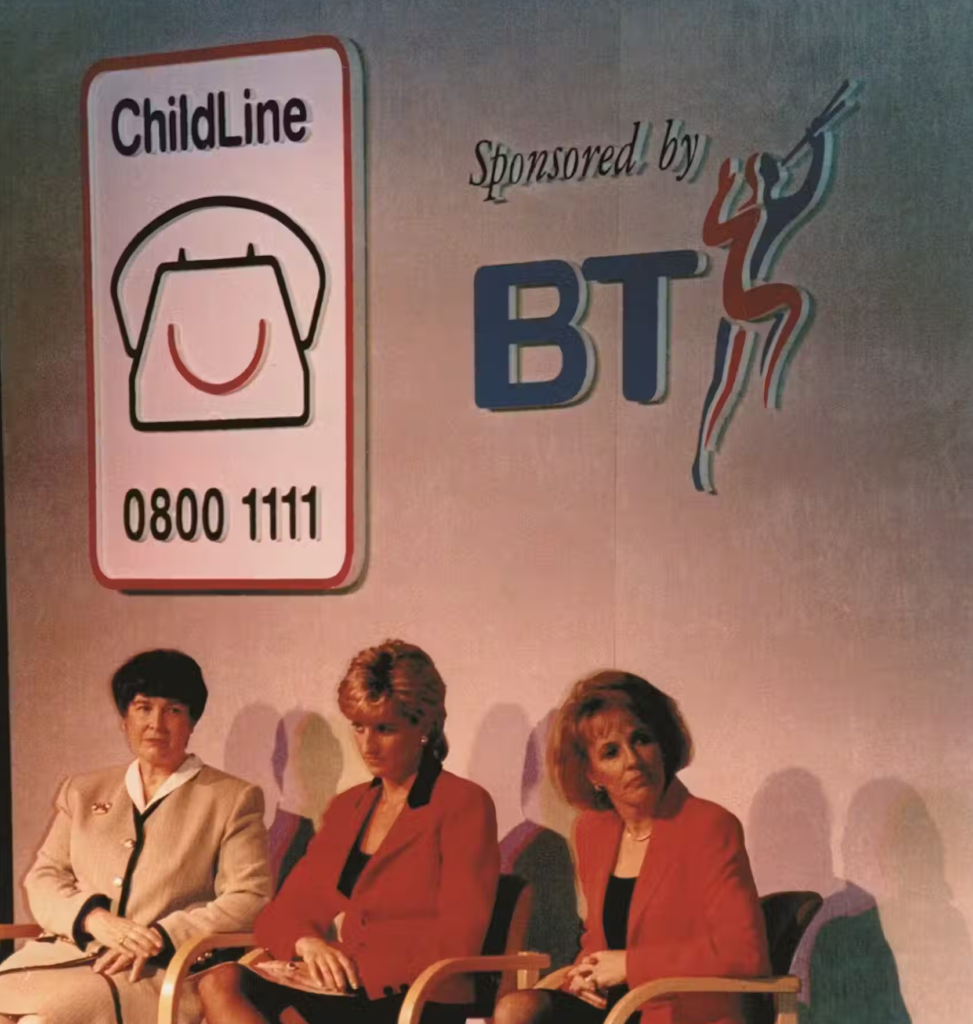 ChildLine
0800 1111
Sponsored by
BT